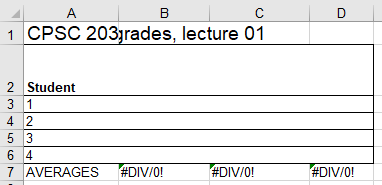 A B C D
1 CPSC 203 grades, lecture 01
2 Student
3 1
4 2
5 3
6 4
7 AVERAGES #DIV/0! #DIV/0! #DIV/0!